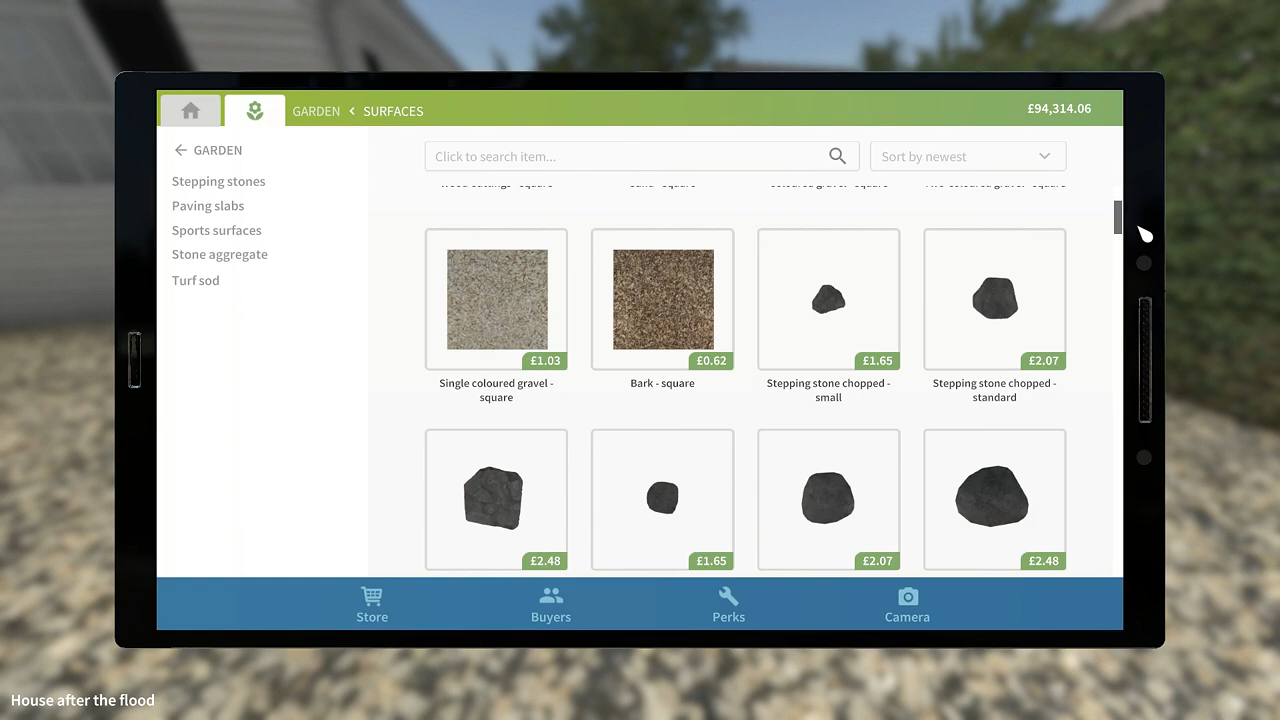 GARDEN < SURFACES
£94,314.06
GARDEN
Click to search item...
Sort by newest
Stepping stones
Paving slabs
Sports surfaces
Stone aggregate
Turf sod
£1.03
£0.62
£1.65
£2.07
Single coloured gravel -
square
Bark - square
Stepping stone chopped -
small
Stepping stone chopped -
standard
£2.48
£1.65
£2.07
£2.48
Store
Buyers
Perks
Camera
House after the flood